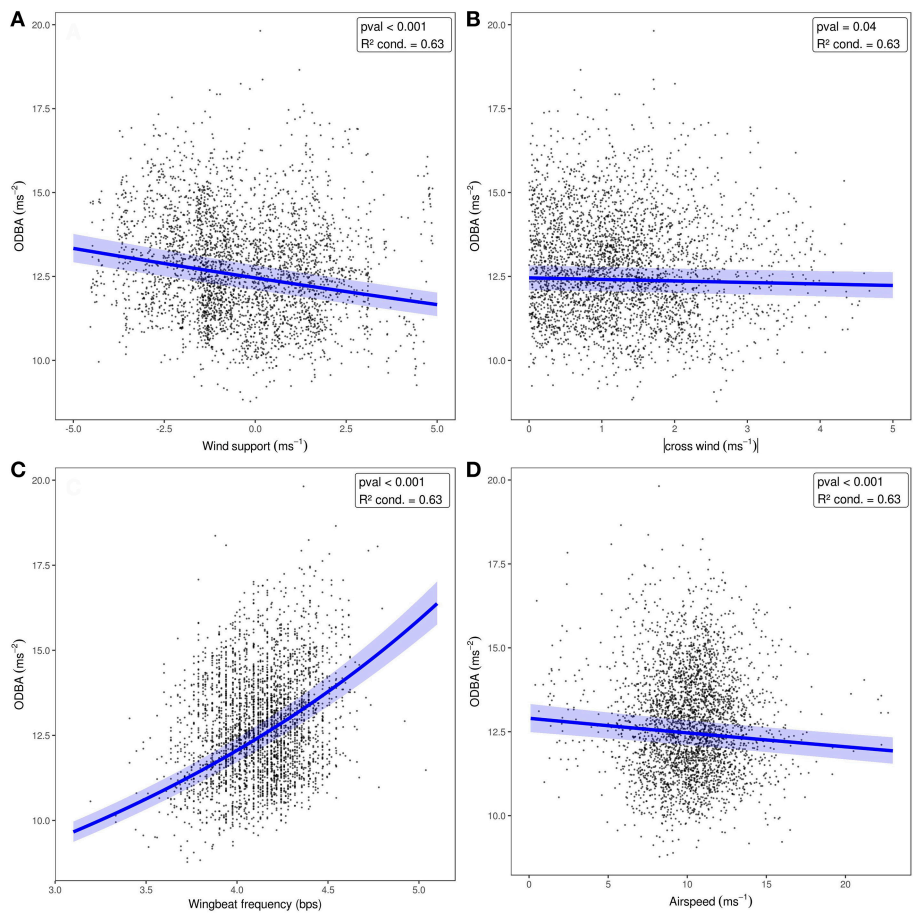 A
B
pval < 0.001
R² cond. = 0.63
pval = 0.04
R² cond. = 0.63
20.0
17.5
15.0
12.5
10.0
ODBA (ms⁻²)
-5.0 -2.5 0.0 2.5 5.0
Wind support (ms⁻¹)
20.0
17.5
15.0
12.5
10.0
ODBA (ms⁻²)
0 1 2 3 4 5
|cross wind (ms⁻¹)|
C
D
pval < 0.001
R² cond. = 0.63
pval < 0.001
R² cond. = 0.63
20.0
17.5
15.0
12.5
10.0
ODBA (ms⁻²)
3.0 3.5 4.0 4.5 5.0
Wingbeat frequency (bps)
20.0
17.5
15.0
12.5
10.0
ODBA (ms⁻²)
0 5 10 15 20
Airspeed (ms⁻¹)